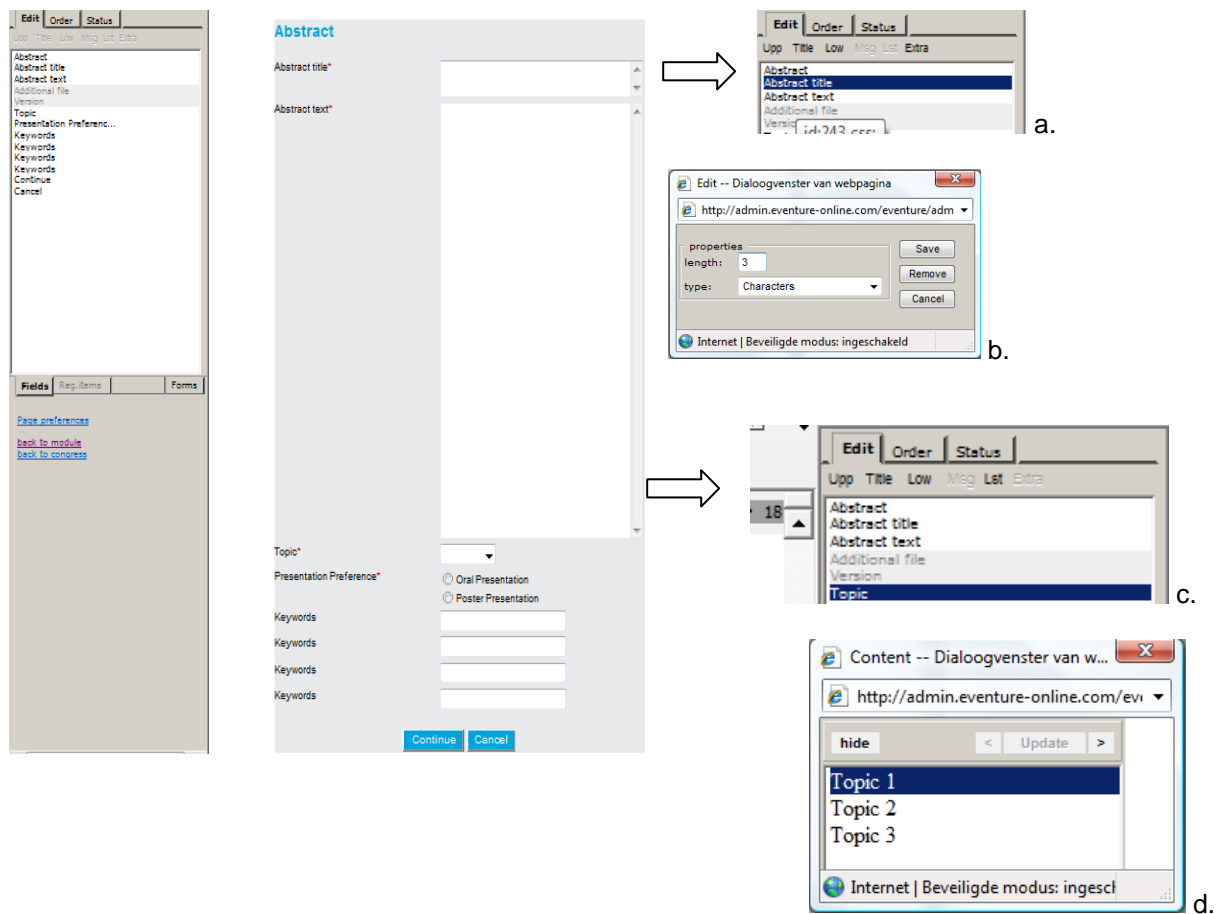 Edit Order Status
Upp Title Low Msg Lst Extra
Abstract
Abstract title
Abstract text
Additional file
Version
Topic
Presentation Preferenc...
Keywords
Keywords
Keywords
Keywords
Continue
Cancel
Fields Reg.items Forms
Page preferences
back to module
back to congress
Abstract
Abstract title*
Abstract text*
Topic*
Presentation Preference*
Oral Presentation
Poster Presentation
Keywords
Keywords
Keywords
Keywords
Continue Cancel
Edit Order Status
Upp Title Low Msg Lst Extra
Abstract
Abstract title
Abstract text
Additional file
id:243 css:
a.
Edit -- Dialoogvenster van webpagina
http://admin.eventure-online.com/eventure/adm
properties
length: 3
type: Characters
Save
Remove
Cancel
Internet | Beveiligde modus: ingeschakeld
b.
18
Edit Order Status
Upp Title Low Msg Lst Extra
Abstract
Abstract title
Abstract text
Additional file
Version
Topic
c.
Content -- Dialoogvenster van w...
http://admin.eventure-online.com/ev
hide < Update >
Topic 1
Topic 2
Topic 3
Internet | Beveiligde modus: ingesch
d.